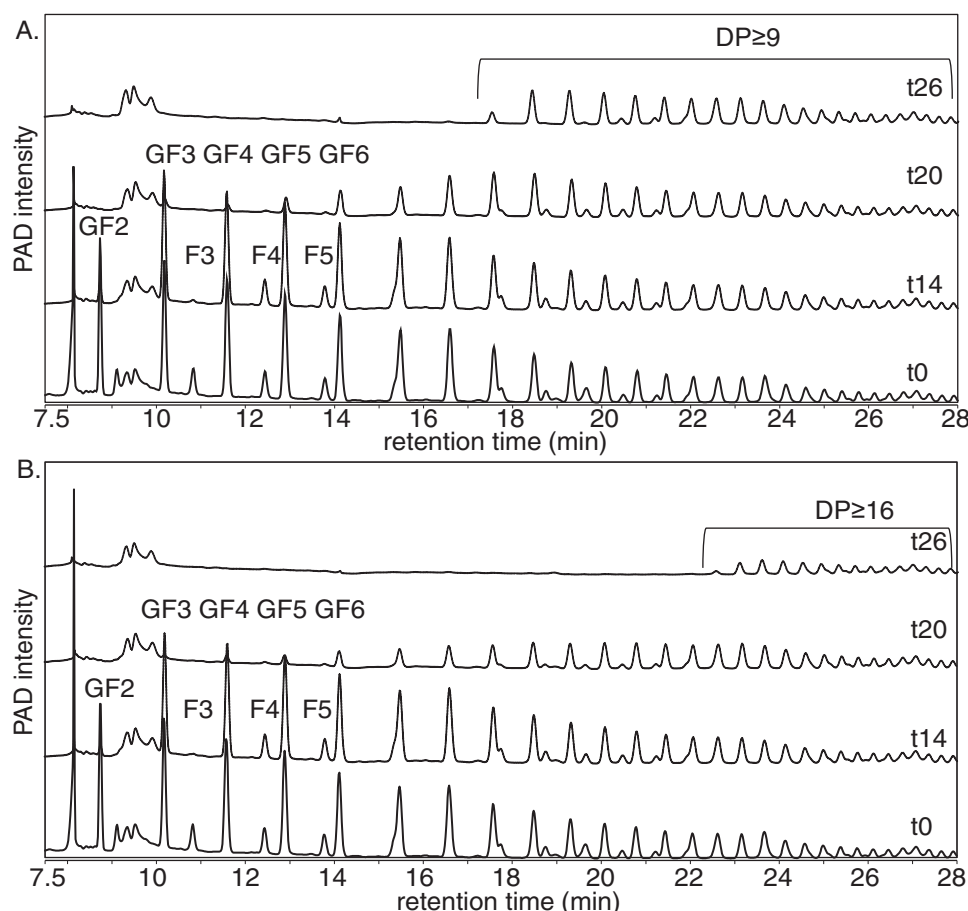 A.
DP≥9
t26
GF3 GF4 GF5 GF6
t20
GF2
F3 F4 F5
t14
t0
PAD intensity
7.5 10 12 14 16 18 20 22 24 26 28
retention time (min)
B.
DP≥16
t26
GF3 GF4 GF5 GF6
t20
GF2
F3 F4 F5
t14
t0
PAD intensity
7.5 10 12 14 16 18 20 22 24 26 28
retention time (min)